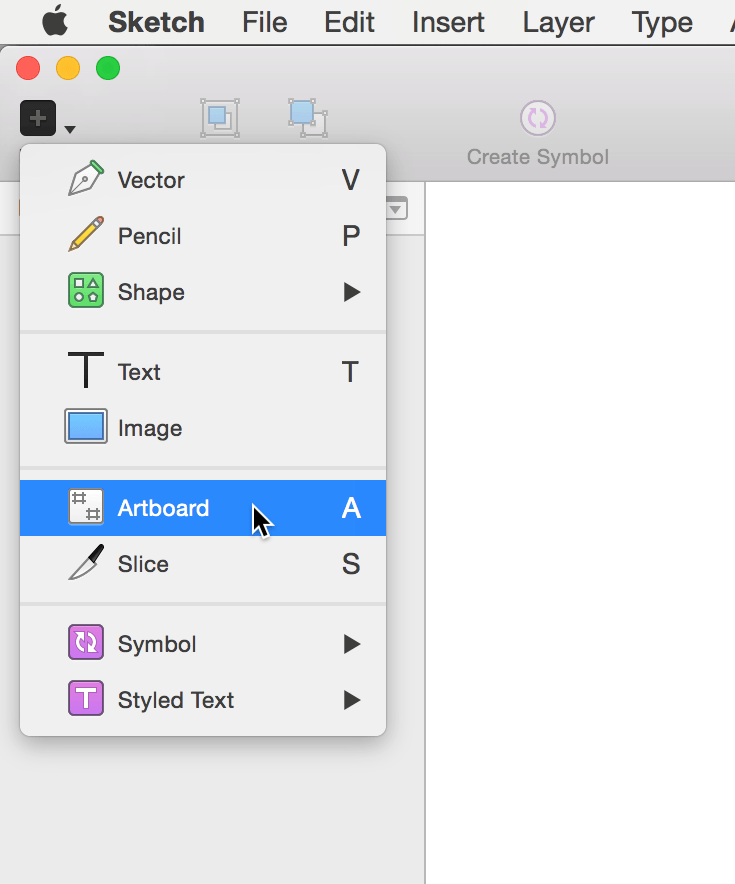 Sketch File Edit Insert Layer Type
Create Symbol
Vector V
Pencil P
Shape
Text T
Image
Artboard A
Slice S
Symbol
Styled Text